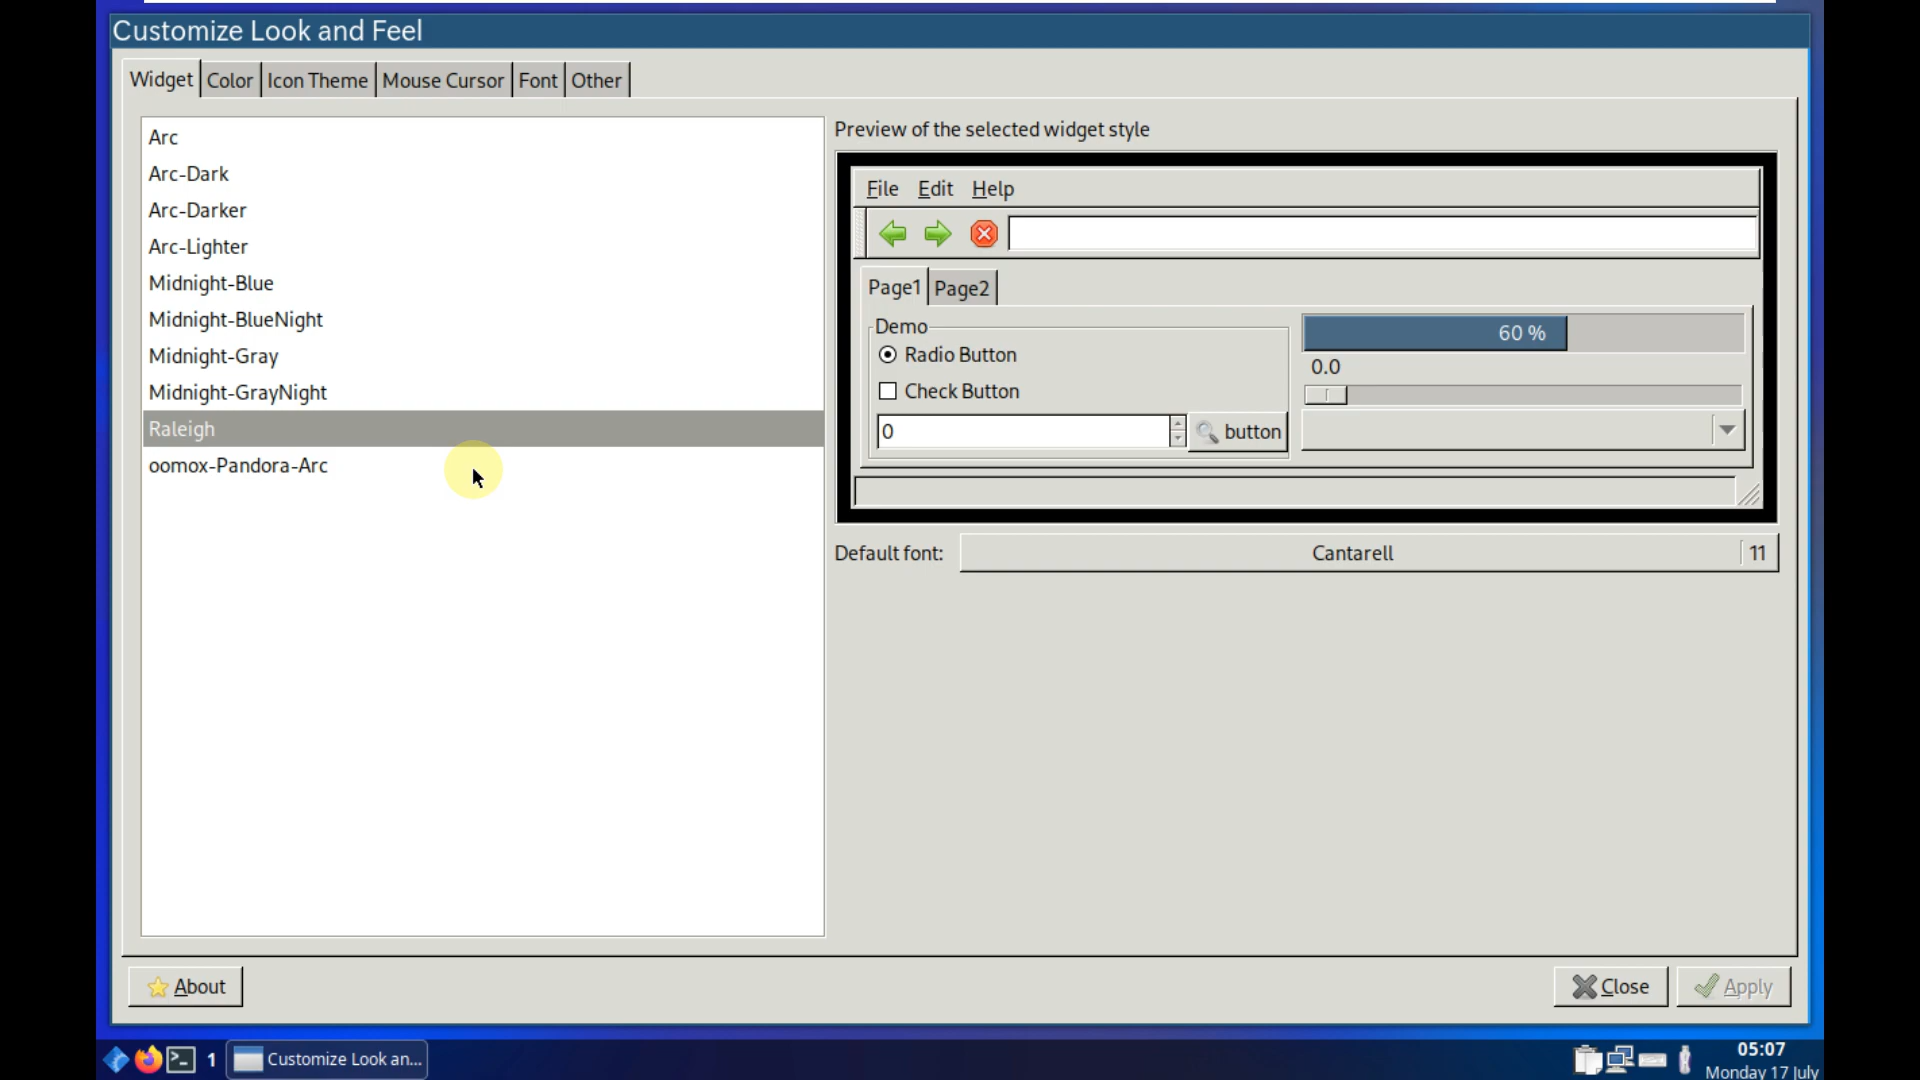 Customize Look and Feel
Widget Color Icon Theme Mouse Cursor Font Other
Arc
Arc-Dark
Arc-Darker
Arc-Lighter
Midnight-Blue
Midnight-BlueNight
Midnight-Gray
Midnight-GrayNight
Raleigh
oomox-Pandora-Arc
Preview of the selected widget style
File Edit Help
Page1 Page2
Demo
Radio Button
Check Button
0
button
60 %
0.0
Default font: Cantarell 11
About
Close
Apply
1 Customize Look an...
05:07
Monday 17 July